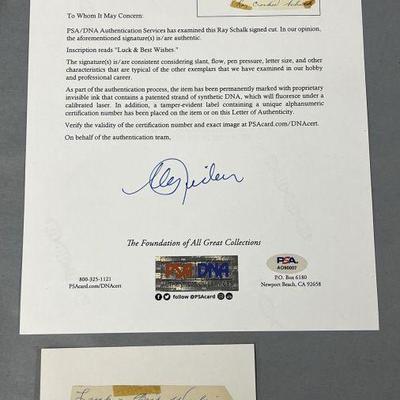 To Whom It May Concern:
PSA/DNA Authentication Services has examined this Ray Schalk signed cut. In our opinion,
the aforementioned signature(s) is/are authentic.
Inscription reads "Luck & Best Wishes."
The signature(s) is/are consistent considering slant, flow, pen pressure, letter size, and other
characteristics that are typical of the other exemplars that we have examined in our hobby
and professional career.
As part of the authentication process, the item has been permanently marked with proprietary
invisible ink that contains a patented strand of synthetic DNA, which will fluoresce under a
calibrated laser. In addition, a tamper-evident label containing a unique alphanumeric
certification number has been placed on the item or on this Letter of Authenticity.
Verify the validity of the certification number and exact image at PSAcard.com/DNAcert.
On behalf of the authentication team,
The Foundation of All Great Collections
800-325-1121
PSAcard.com/DNAcert
PSA DNA
follow @PSAcard
PSA
P.O. Box 6180
Newport Beach, CA 92658
Luck & Best Wishes